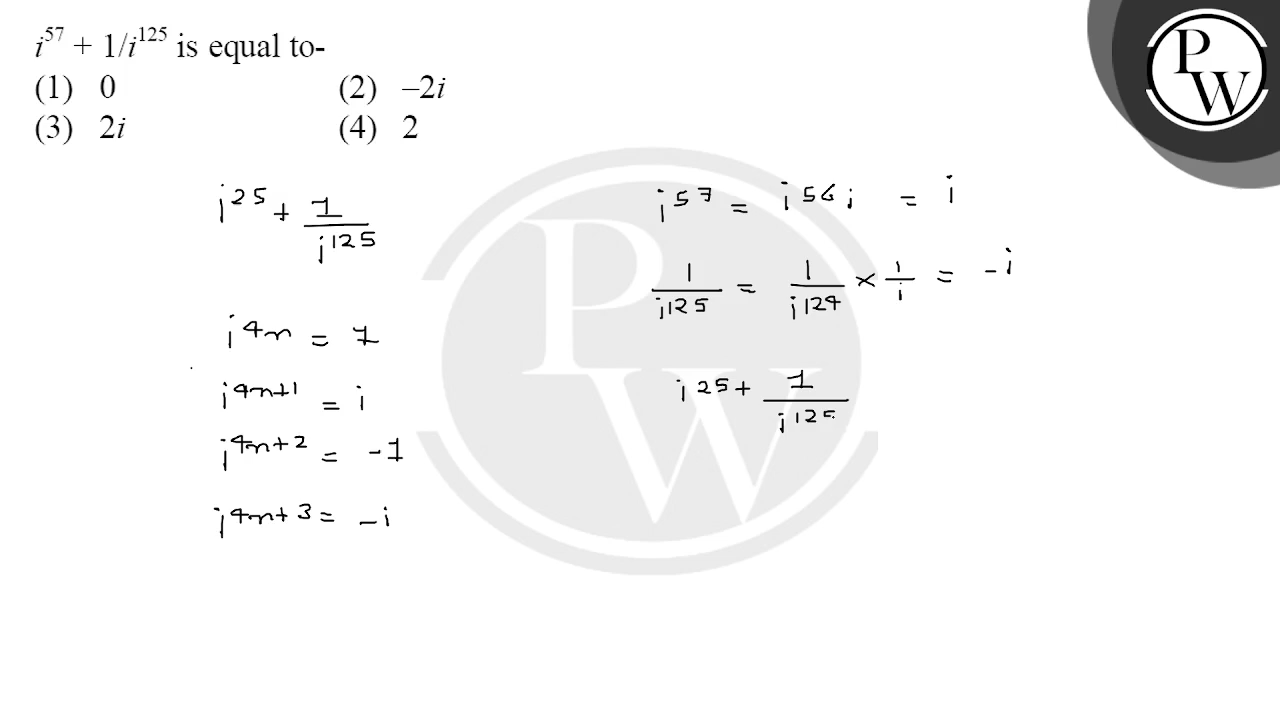 i^57 + 1/i^125 is equal to-
(1) 0 (2) –2i
(3) 2i (4) 2
i^25 + 1/i^125
i^4n = 1
i^4n+1 = i
i^4n+2 = -1
i^4n+3 = -i
i^57 = i^56 i = i
1/i^125 = 1/i^124 × 1/i = -i
i^25 + 1/i^125
PW
PW